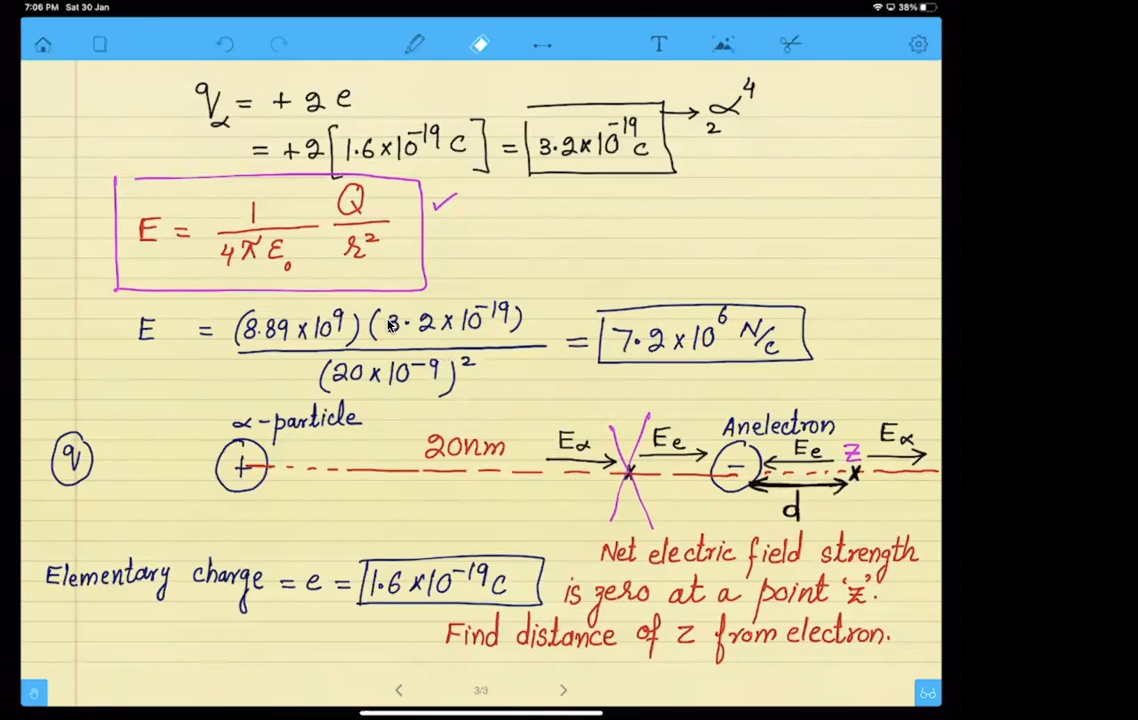 7:06 PM Sat 30 Jan 38%
T
q_α = + 2 e
= +2 [1.6×10^-19 C] = 3.2×10^-19 C → ₂α⁴
E = 1/(4πε₀) Q/r² ✓
E = (8.89×10^9)(3.2×10^-19)/(20×10^-9)² = 7.2×10^6 N/C
α-particle
An electron
q + 20nm Eα Ee − Ee Z Eα
d
Net electric field strength
Elementary charge = e = 1.6×10^-19 C
is zero at a point 'z'.
Find distance of z from electron.
3/3